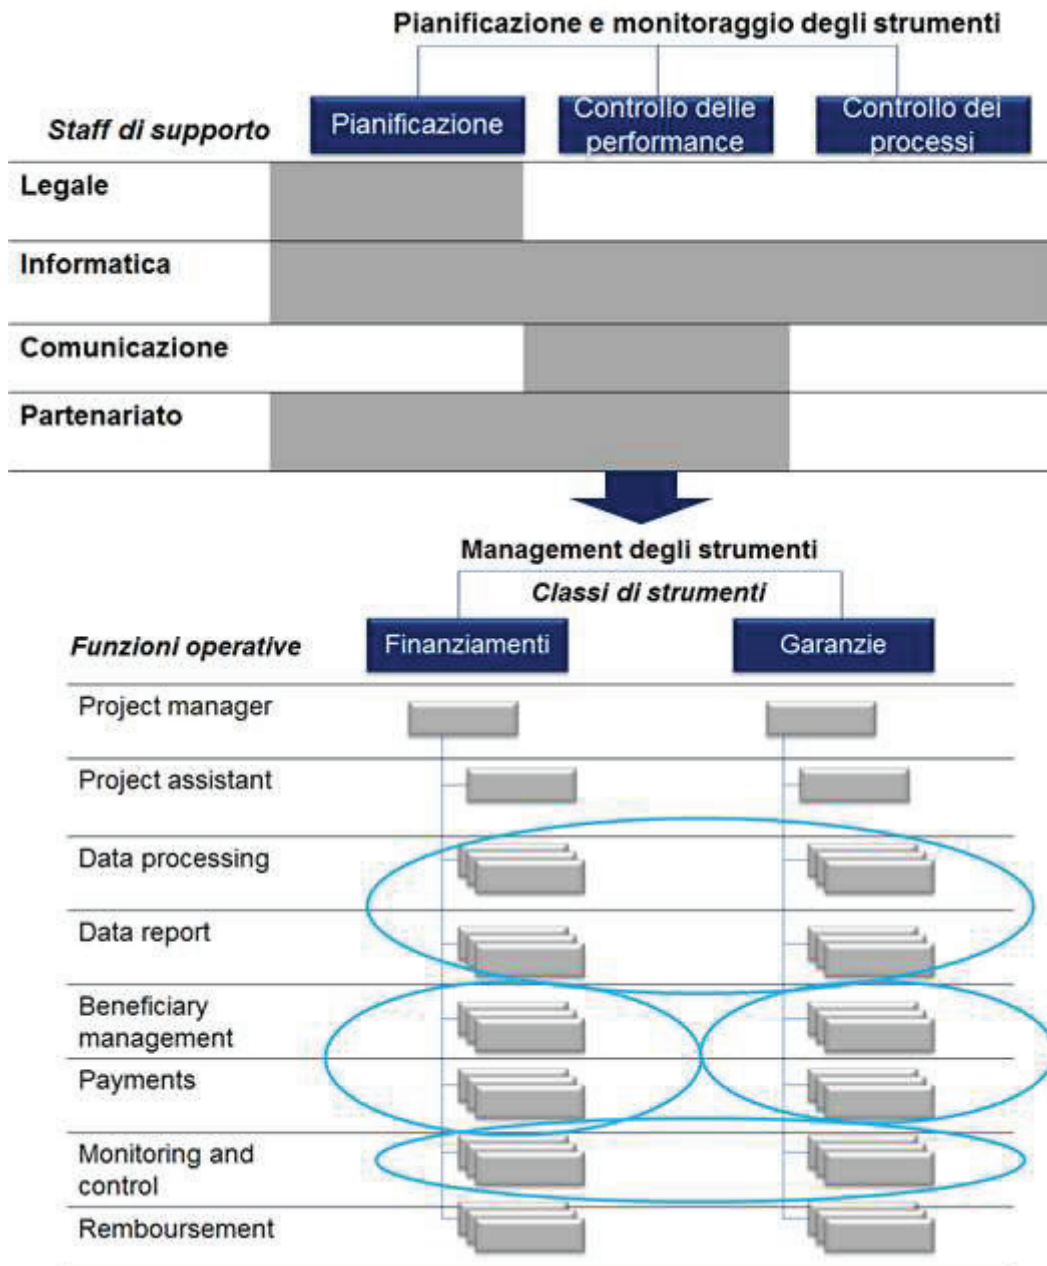 Pianificazione e monitoraggio degli strumenti
Staff di supporto
Pianificazione
Controllo delle
performance
Controllo dei
processi
Legale
Informatica
Comunicazione
Partenariato
Management degli strumenti
Classi di strumenti
Funzioni operative
Finanziamenti
Garanzie
Project manager
Project assistant
Data processing
Data report
Beneficiary
management
Payments
Monitoring and
control
Remboursement